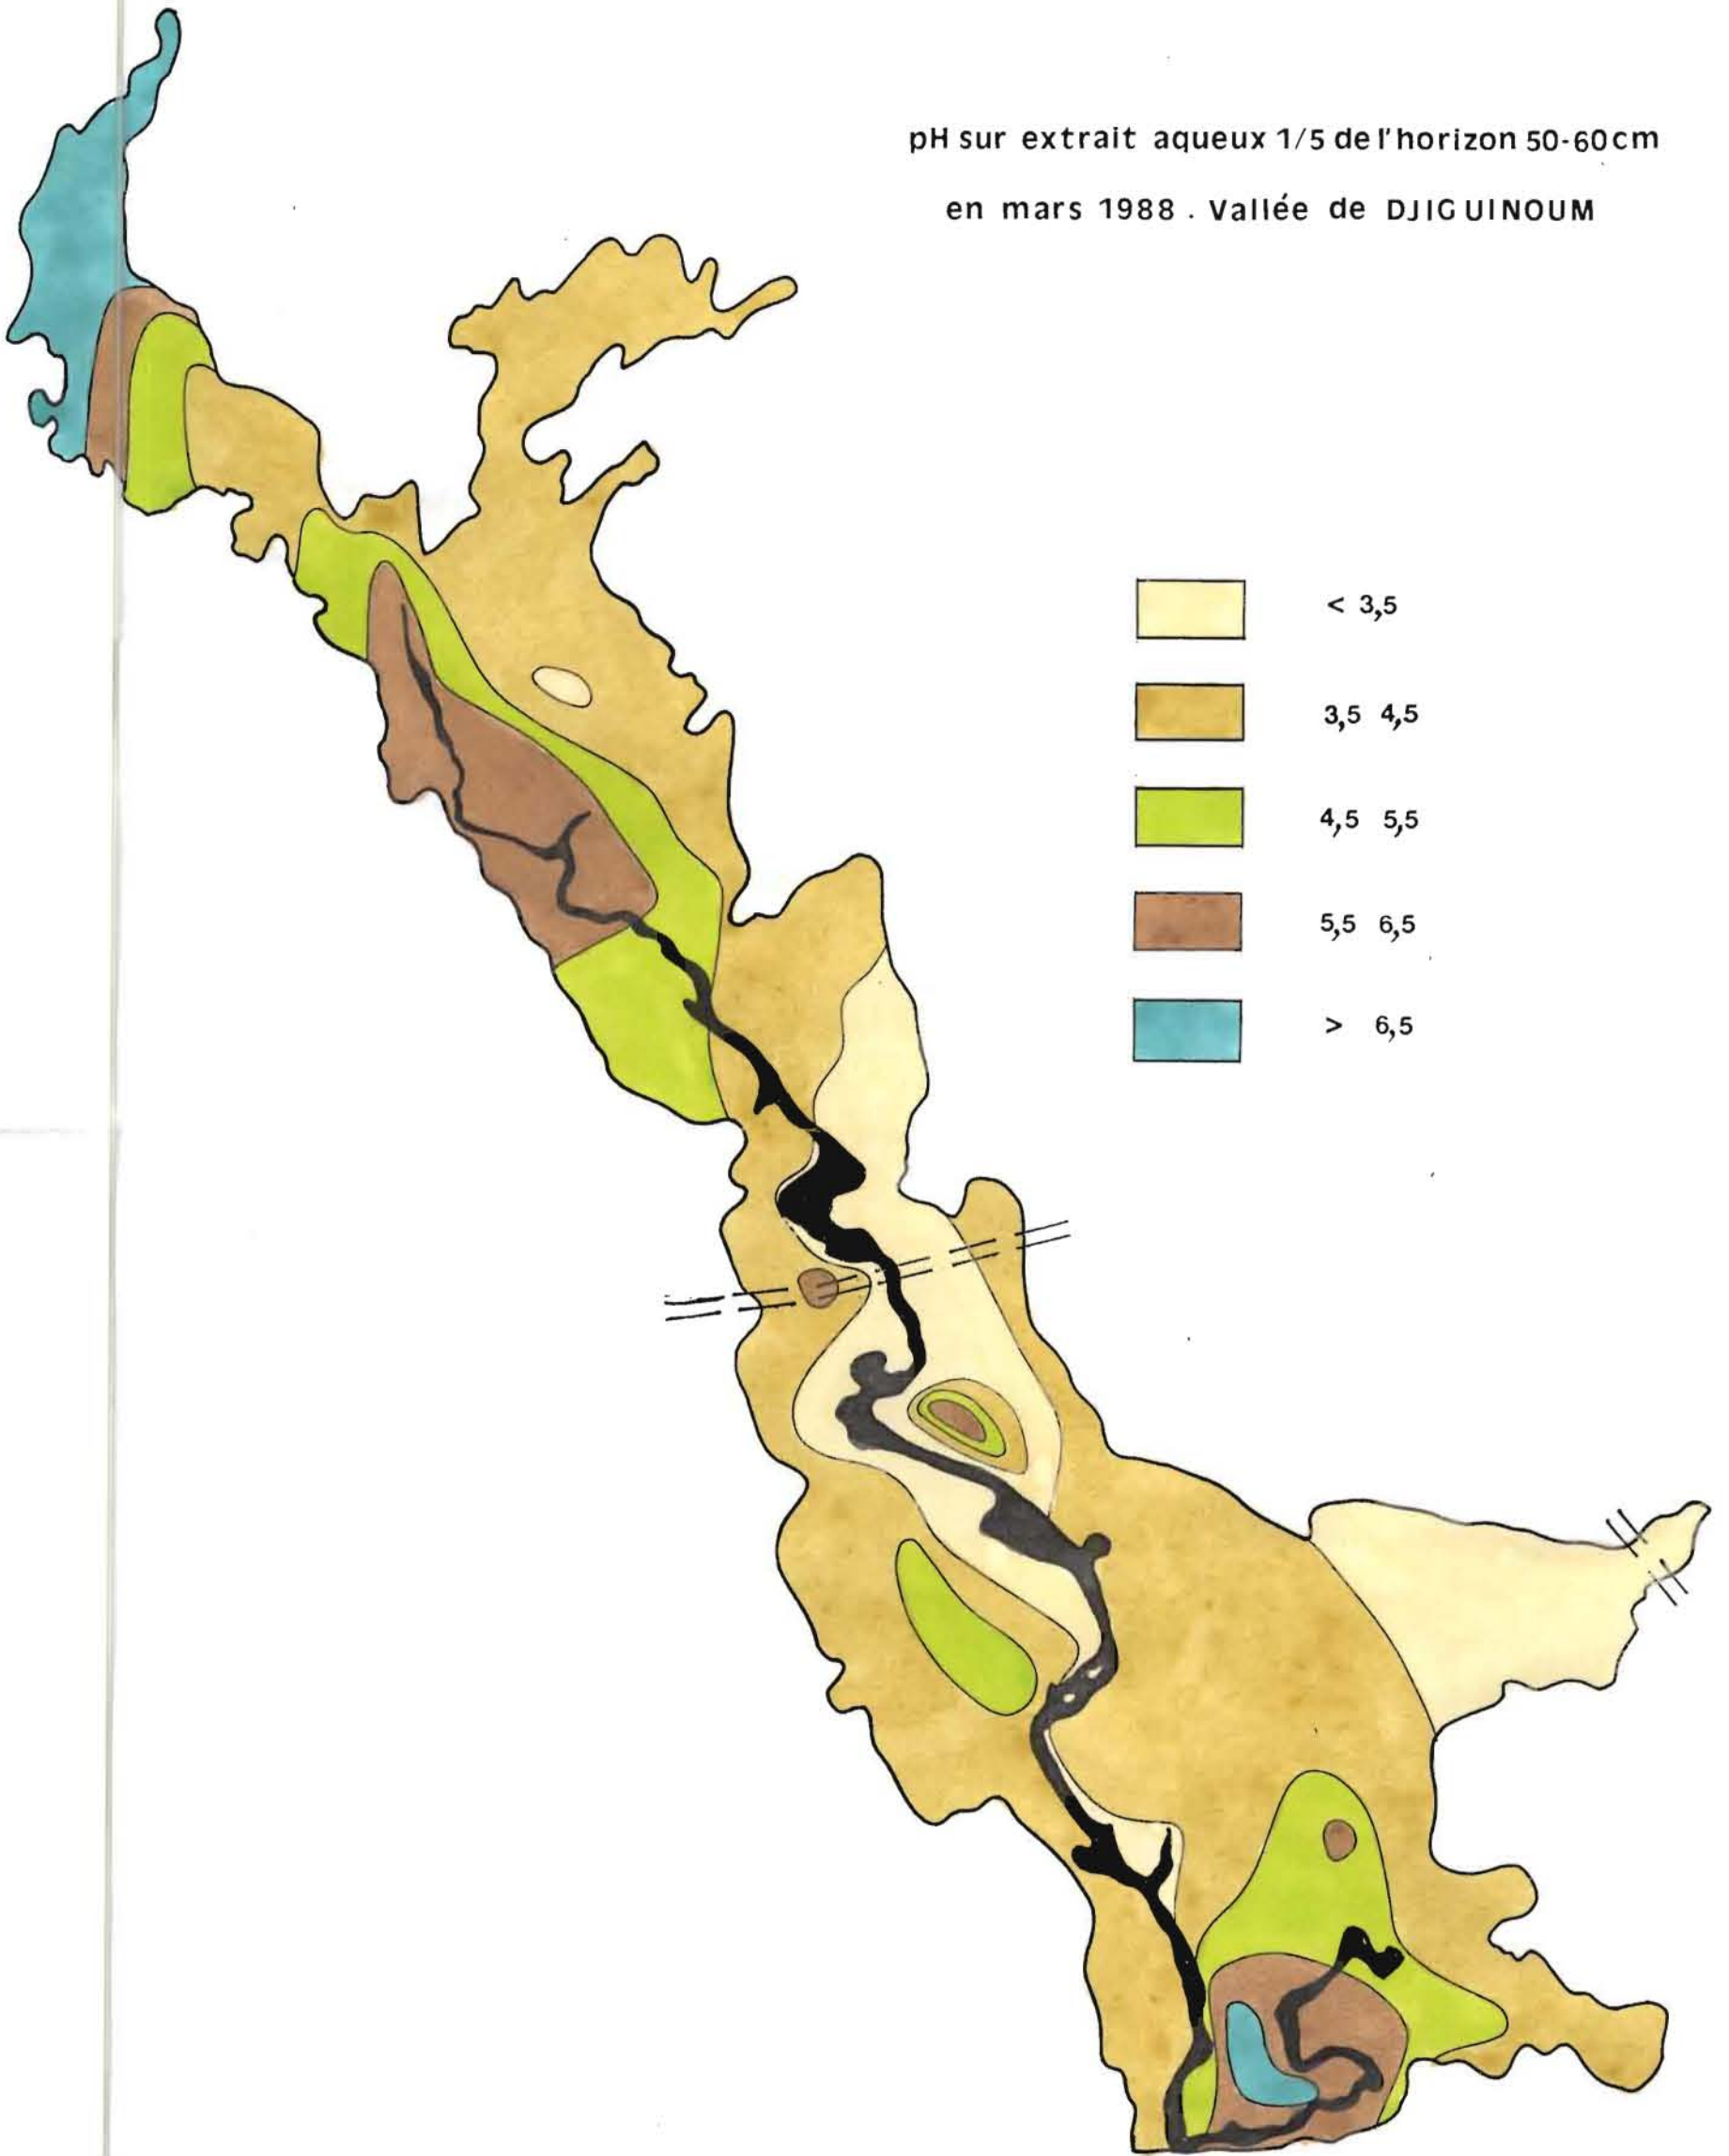 pH sur extrait aqueux 1/5 de l'horizon 50-60cm
en mars 1988 . Vallée de DJIGUINOUM
< 3,5
3,5 4,5
4,5 5,5
5,5 6,5
> 6,5